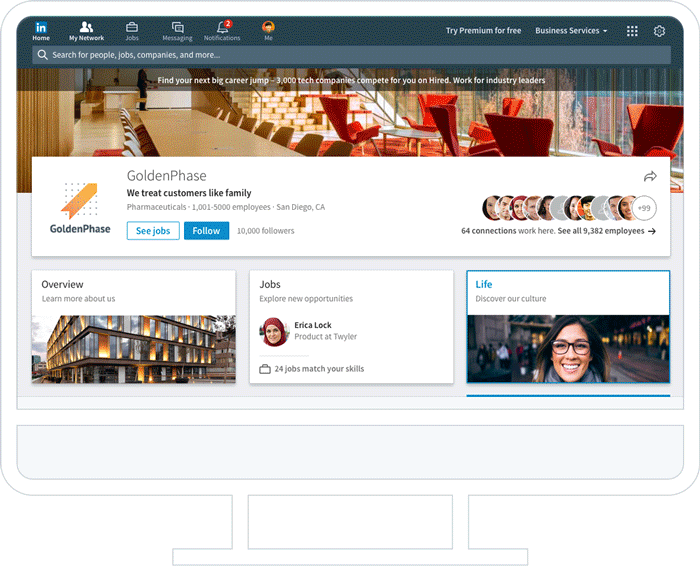 in
2
Home
My Network
Jobs
Messaging
Notifications
Me
Try Premium for free
Business Services
Search for people, jobs, companies, and more...
Find your next big career jump – 3,000 tech companies compete for you on Hired. Work for industry leaders
GoldenPhase
GoldenPhase
We treat customers like family
Pharmaceuticals · 1,001-5000 employees · San Diego, CA
See jobs
Follow
10,000 followers
+99
64 connections work here. See all 9,382 employees →
Overview
Learn more about us
Jobs
Explore new opportunities
Erica Lock
Product at Twyler
24 jobs match your skills
Life
Discover our culture